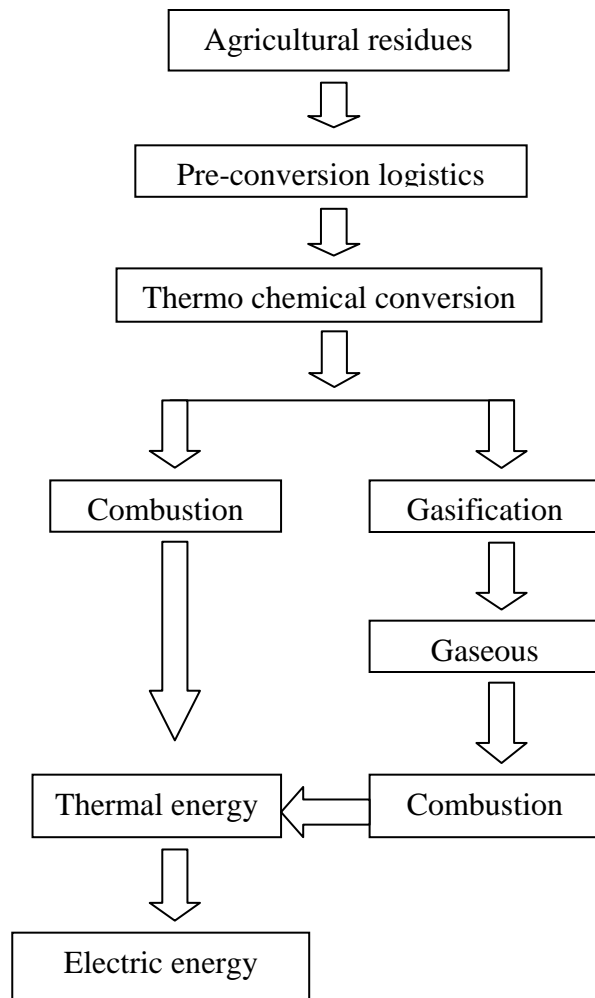 Agricultural residues
Pre-conversion logistics
Thermo chemical conversion
Combustion
Gasification
Gaseous
Thermal energy
Combustion
Electric energy